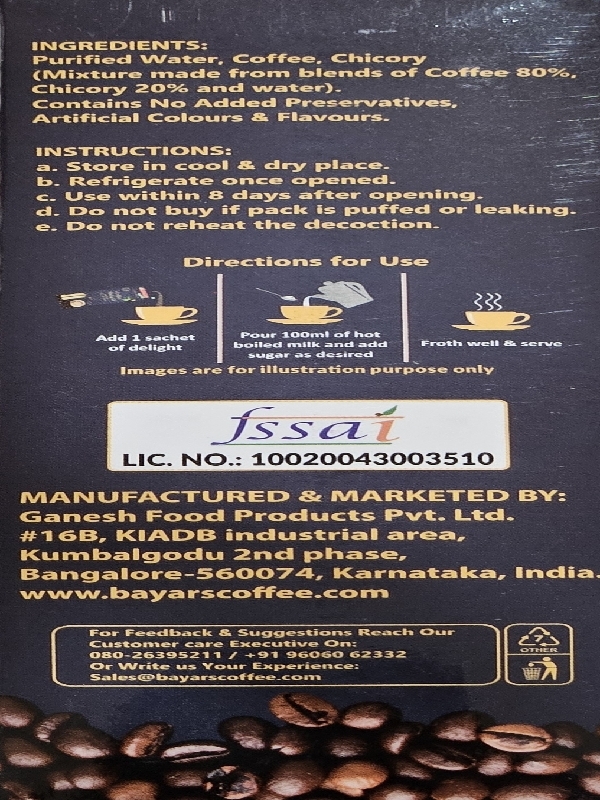 INGREDIENTS:
Purified Water, Coffee, Chicory
(Mixture made from blends of Coffee 80%,
Chicory 20% and water).
Contains No Added Preservatives,
Artificial Colours & Flavours.
INSTRUCTIONS:
a. Store in cool & dry place.
b. Refrigerate once opened.
c. Use within 8 days after opening.
d. Do not buy if pack is puffed or leaking.
e. Do not reheat the decoction.
Directions for Use
Add 1 sachet
of delight
Pour 100ml of hot
boiled milk and add
sugar as desired
Froth well & serve
Images are for illustration purpose only
fssai
LIC. NO.: 10020043003510
MANUFACTURED & MARKETED BY:
Ganesh Food Products Pvt. Ltd.
#16B, KIADB industrial area,
Kumbalgodu 2nd phase,
Bangalore-560074, Karnataka, India.
www.bayarscoffee.com
For Feedback & Suggestions Reach Our
Customer care Executive On:
080-26395211 / +91 96060 62332
Or Write us Your Experience:
Sales@bayarscoffee.com
7
OTHER